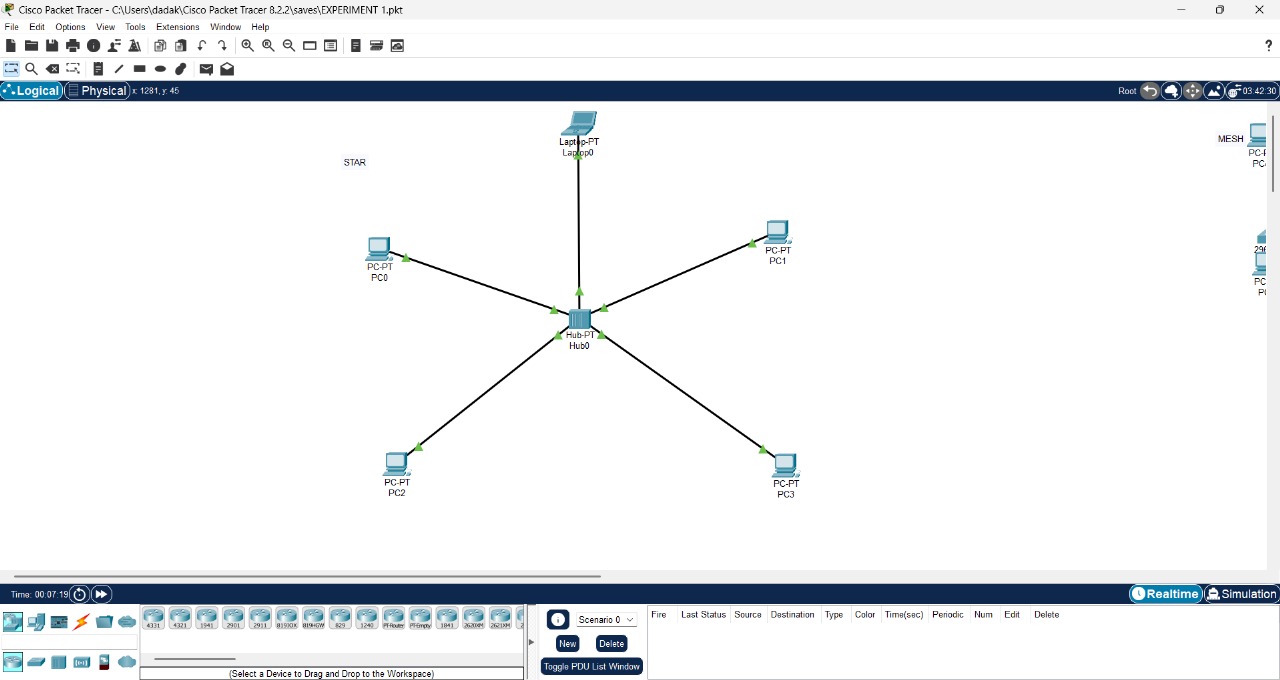 Cisco Packet Tracer - C:\Users\dadak\Cisco Packet Tracer 8.2.2\saves\EXPERIMENT 1.pkt
File Edit Options View Tools Extensions Window Help
?
Logical Physical x: 1281, y: 45 Root 03:42:30
Laptop-PT
Laptop0
STAR
MESH
PC-PT
PC0
PC-PT
PC1
Hub-PT
Hub0
PC-PT
PC2
PC-PT
PC3
Time: 00:07:19 Realtime Simulation
4331 4321 1941 2901 2911 819IOX 819HGW 829 1240 PT-Router PT-Empty 1841 2620XM 2621XM
(Select a Device to Drag and Drop to the Workspace)
Scenario 0
New Delete
Toggle PDU List Window
Fire Last Status Source Destination Type Color Time(sec) Periodic Num Edit Delete